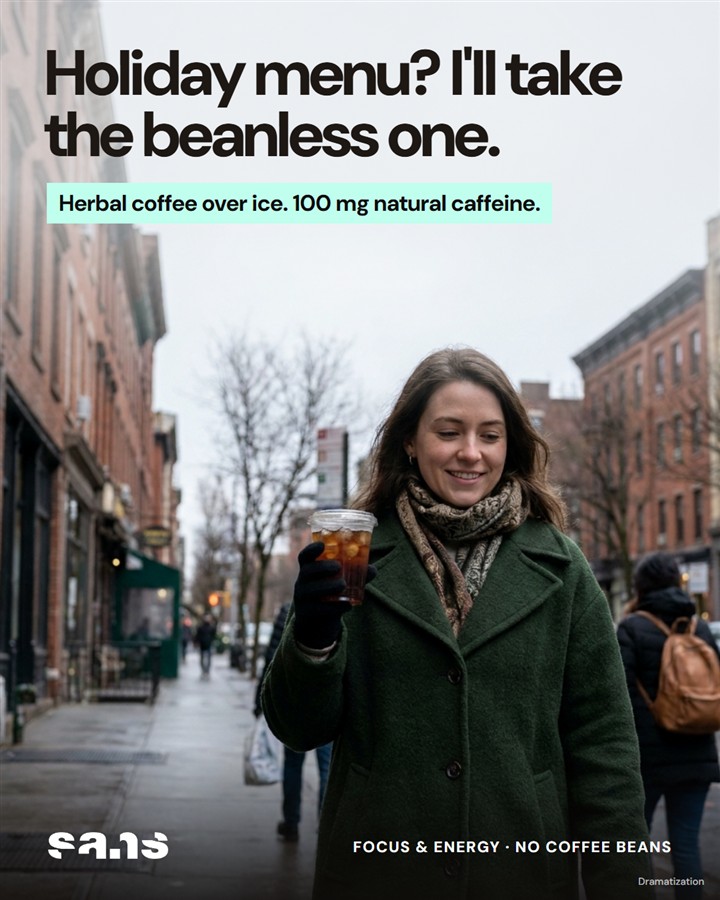 Holiday menu? I'll take
the beanless one.
Herbal coffee over ice. 100 mg natural caffeine.
sans
FOCUS & ENERGY · NO COFFEE BEANS
Dramatization